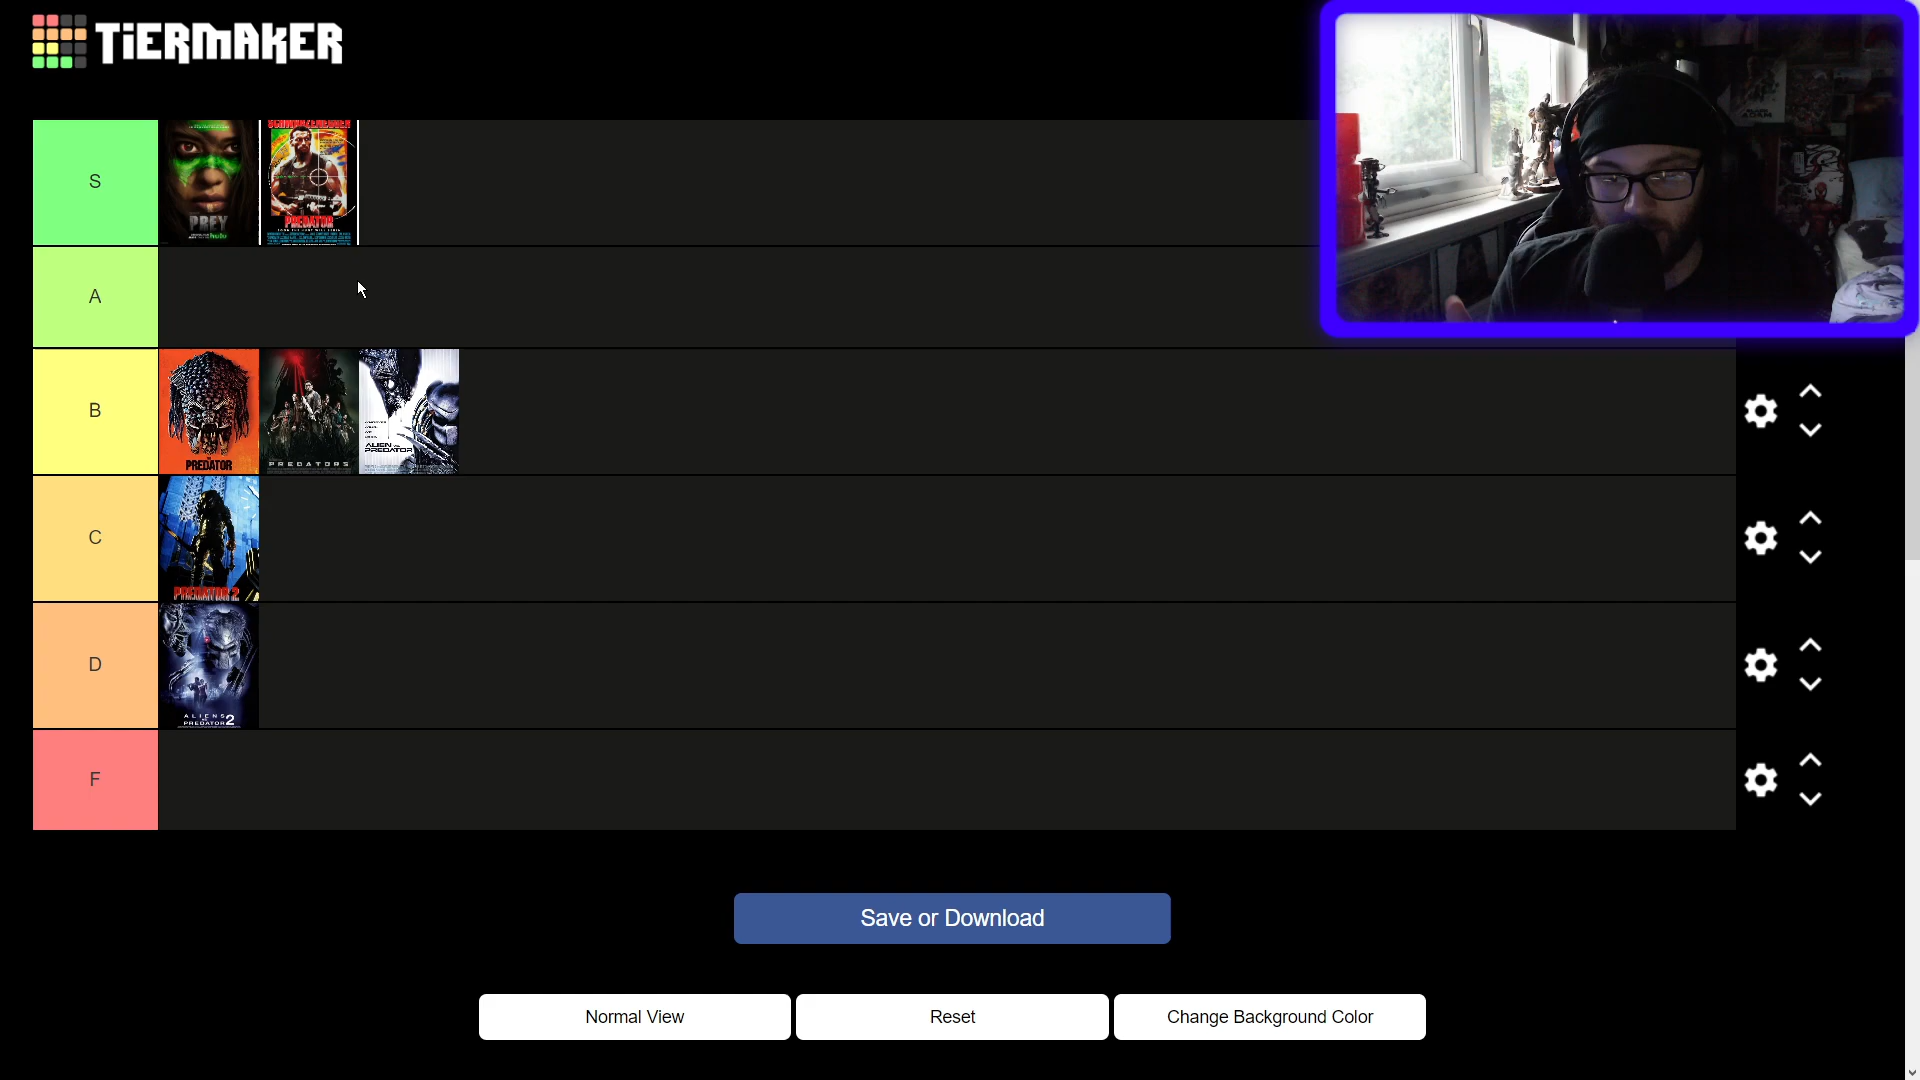 TiERMAKER
S
PREY
SCHWARZENEGGER
PREDATOR
A
B
PREDATOR
PREDATORS
ALIEN VS. PREDATOR
C
PREDATOR 2
D
ALIENS
PREDATOR 2
F
Save or Download
Normal View
Reset
Change Background Color